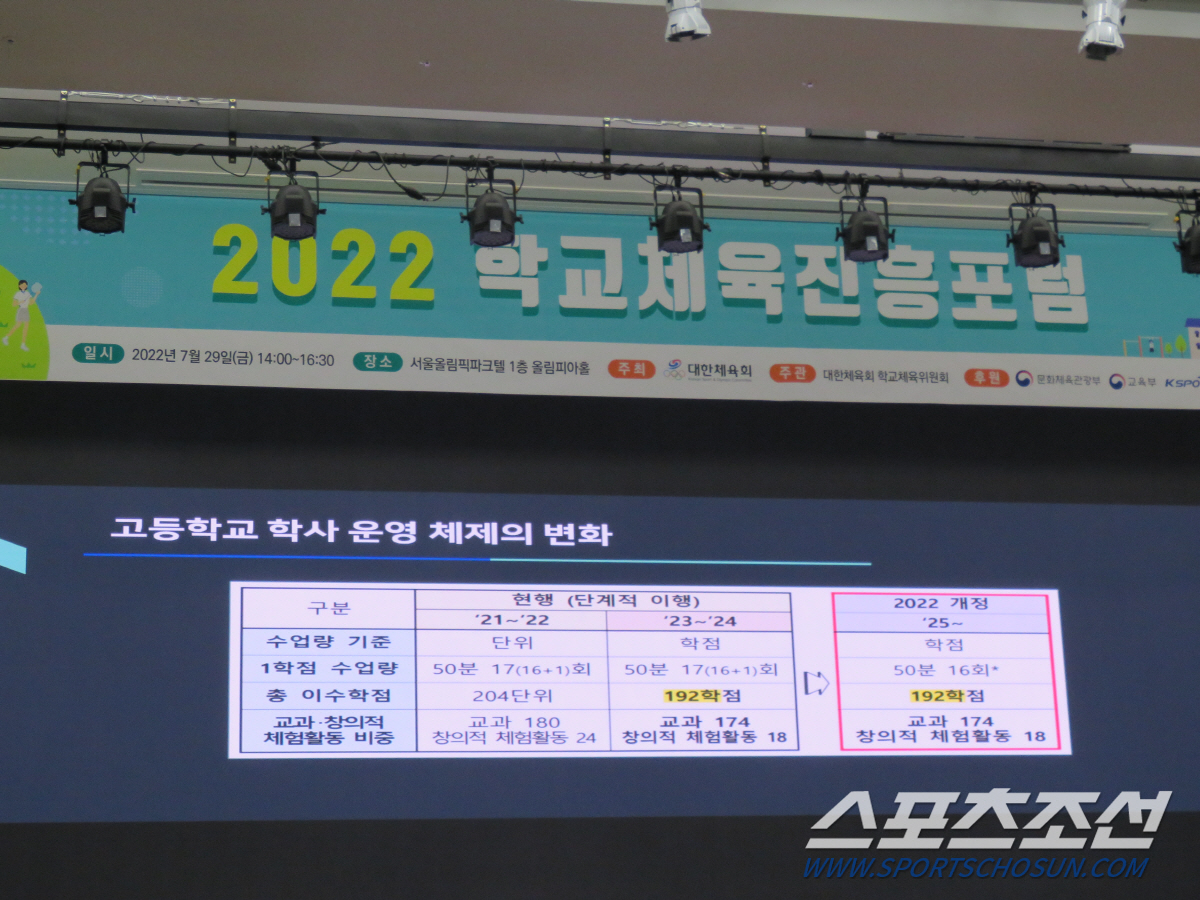 2022 학교체육진흥포럼
일시 2022년 7월 29일(금) 14:00~16:30 장소 서울올림픽파크텔 1층 올림피아홀 주최 대한체육회 주관 대한체육회 학교체육위원회 후원 문화체육관광부 교육부 KSPO
고등학교 학사 운영 체제의 변화
구분 현행 (단계적 이행) 2022 개정
‘21~’22 ‘23~’24 ‘25~
수업량 기준 단위 학점 학점
1학점 수업량 50분 17(16+1)회 50분 17(16+1)회 50분 16회*
총 이수학점 204단위 192학점 192학점
교과·창의적 교과 180 교과 174 교과 174
체험활동 비중 창의적 체험활동 24 창의적 체험활동 18 창의적 체험활동 18
스포츠조선
WWW.SPORTSCHOSUN.COM